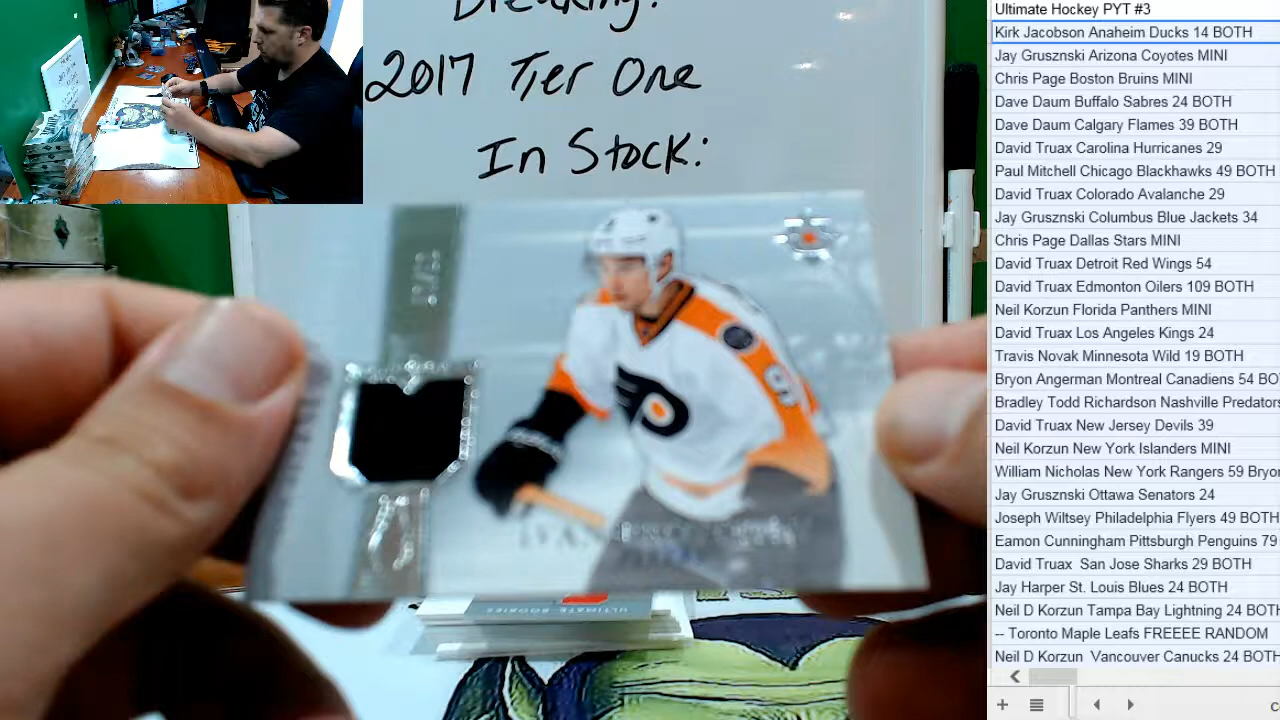 Breaking:
2017 Tier One
In Stock:
IVAN PROVOROV
ULTIMATE ROOKIES
Ultimate Hockey PYT #3
Kirk Jacobson Anaheim Ducks 14 BOTH
Jay Grusznski Arizona Coyotes MINI
Chris Page Boston Bruins MINI
Dave Daum Buffalo Sabres 24 BOTH
Dave Daum Calgary Flames 39 BOTH
David Truax Carolina Hurricanes 29
Paul Mitchell Chicago Blackhawks 49 BOTH
David Truax Colorado Avalanche 29
Jay Grusznski Columbus Blue Jackets 34
Chris Page Dallas Stars MINI
David Truax Detroit Red Wings 54
David Truax Edmonton Oilers 109 BOTH
Neil Korzun Florida Panthers MINI
David Truax Los Angeles Kings 24
Travis Novak Minnesota Wild 19 BOTH
Bryon Angerman Montreal Canadiens 54 BO
Bradley Todd Richardson Nashville Predators
David Truax New Jersey Devils 39
Neil Korzun New York Islanders MINI
William Nicholas New York Rangers 59 Bryo
Jay Grusznski Ottawa Senators 24
Joseph Wiltsey Philadelphia Flyers 49 BOTH
Eamon Cunningham Pittsburgh Penguins 79
David Truax  San Jose Sharks 29 BOTH
Jay Harper St. Louis Blues 24 BOTH
Neil D Korzun Tampa Bay Lightning 24 BOTH
-- Toronto Maple Leafs FREEEE RANDOM
Neil D Korzun  Vancouver Canucks 24 BOTH